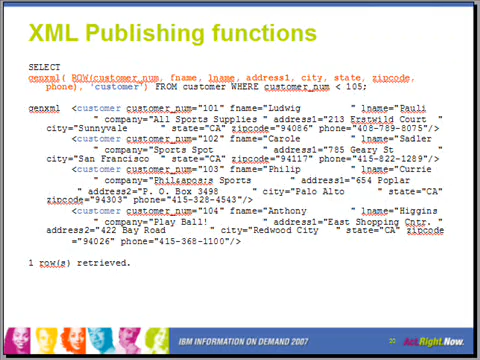 XML Publishing functions
SELECT
genxml( ROW(customer_num, fname, lname, address1, city, state, zipcode,
phone), 'customer') FROM customer WHERE customer_num < 105;
genxml <customer customer_num="101" fname="Ludwig " lname="Pauli
" company="All Sports Supplies " address1="213 Erstwild Court "
city="Sunnyvale " state="CA" zipcode="94086" phone="408-789-8075"/>
<customer customer_num="102" fname="Carole " lname="Sadler
" company="Sports Spot " address1="785 Geary St "
city="San Francisco " state="CA" zipcode="94117" phone="415-822-1289"/>
<customer customer_num="103" fname="Philip " lname="Currie
" company="Phil&apos;s Sports " address1="654 Poplar
" address2="P. O. Box 3498 " city="Palo Alto " state="CA"
zipcode="94303" phone="415-328-4543"/>
<customer customer_num="104" fname="Anthony " lname="Higgins
" company="Play Ball! " address1="East Shopping Cntr. "
address2="422 Bay Road " city="Redwood City " state="CA" zipcode
="94026" phone="415-368-1100"/>
1 row(s) retrieved.
IBM INFORMATION ON DEMAND 2007
Act.Right.Now.